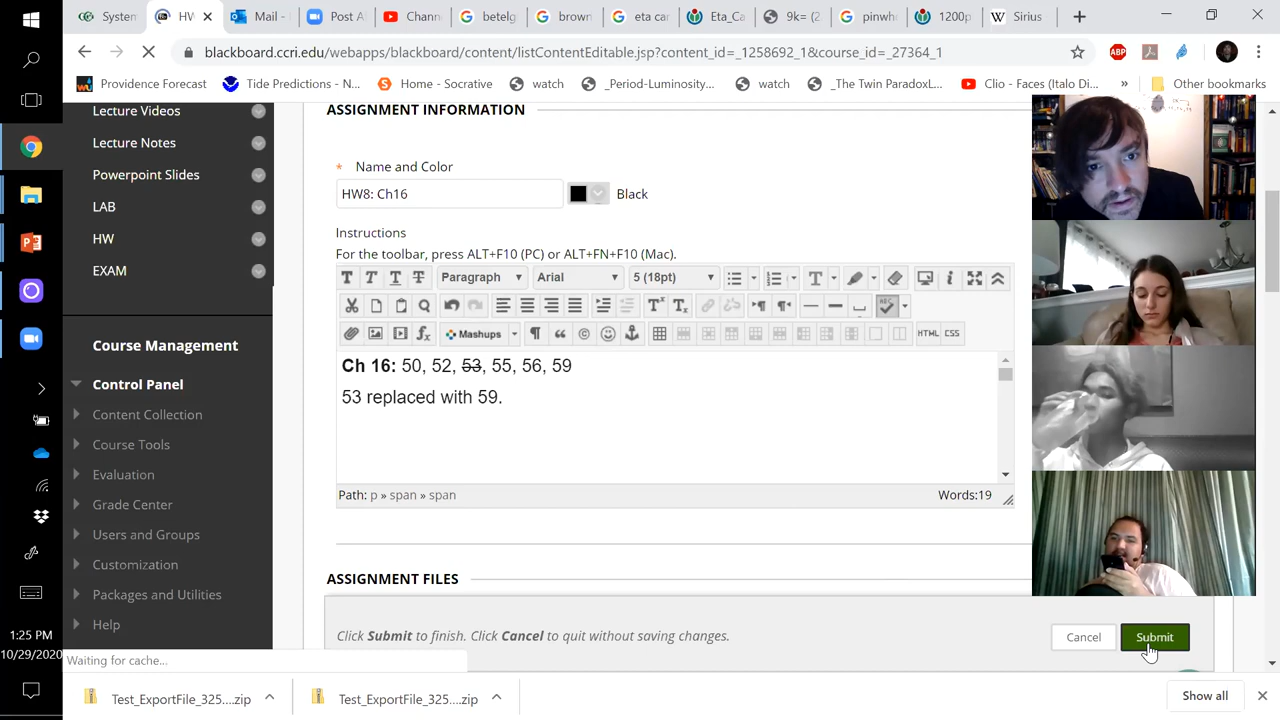 Systen
HW
Mail -
Post A
Chann
betelg
brown
eta car
Eta_Ca
9k= (2
pinwhe
1200p
Sirius
blackboard.ccri.edu/webapps/blackboard/content/listContentEditable.jsp?content_id=_1258692_1&course_id=_27364_1
ABP
Providence Forecast
Tide Predictions - N...
Home - Socrative
watch
_Period-Luminosity...
watch
_The Twin ParadoxL...
Clio - Faces (Italo Di...
»
Other bookmarks
Lecture Videos
Lecture Notes
Powerpoint Slides
LAB
HW
EXAM
Course Management
Control Panel
Content Collection
Course Tools
Evaluation
Grade Center
Users and Groups
Customization
Packages and Utilities
Help
ASSIGNMENT INFORMATION
* Name and Color
HW8: Ch16
Black
Instructions
For the toolbar, press ALT+F10 (PC) or ALT+FN+F10 (Mac).
T T T T Paragraph Arial 5 (18pt)
Mashups
HTML CSS
Ch 16: 50, 52, 53, 55, 56, 59
53 replaced with 59.
Path: p » span » span
Words:19
ASSIGNMENT FILES
Click Submit to finish. Click Cancel to quit without saving changes.
Cancel
Submit
Waiting for cache...
1:25 PM
10/29/2020
Test_ExportFile_325....zip
Test_ExportFile_325....zip
Show all